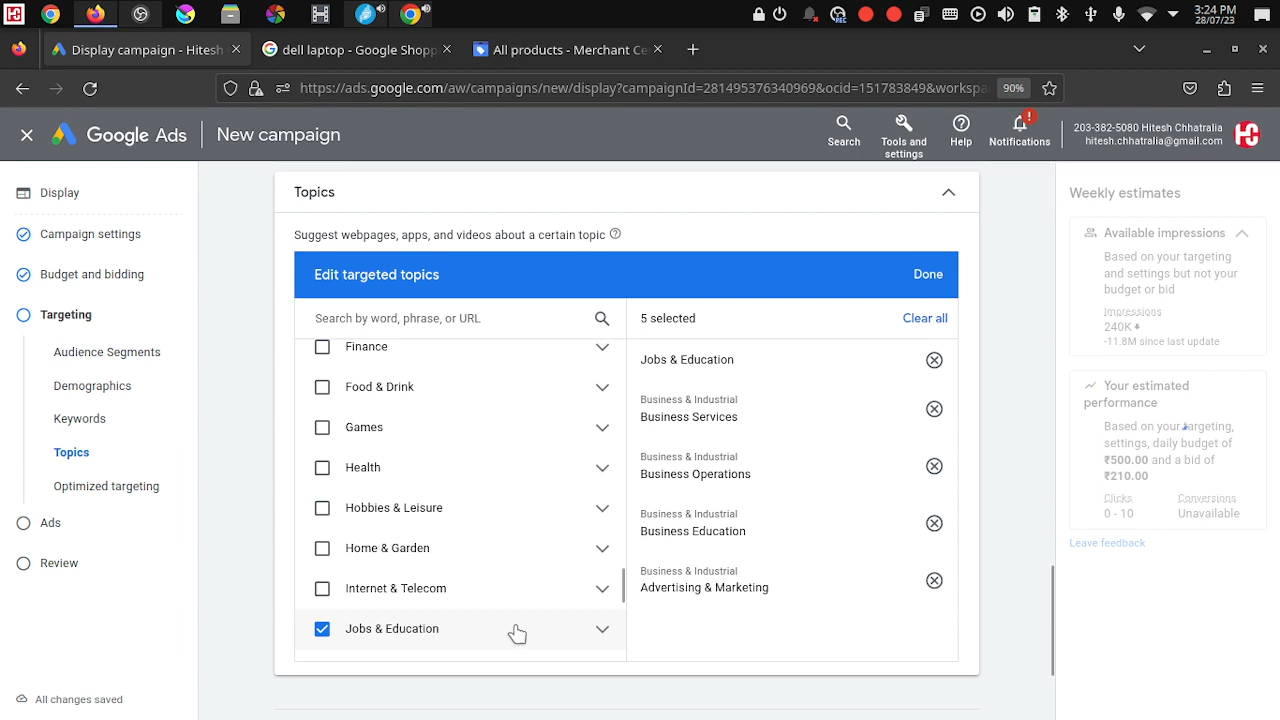 REC
3:24 PM
28/07/23
Display campaign - Hitesh
dell laptop - Google Shopp
All products - Merchant Ce
https://ads.google.com/aw/campaigns/new/display?campaignId=281495376340969&ocid=151783849&workspa
90%
Google Ads
New campaign
Search
Tools and
settings
Help
Notifications
203-382-5080 Hitesh Chhatralia
hitesh.chhatralia@gmail.com
Display
Campaign settings
Budget and bidding
Targeting
Audience Segments
Demographics
Keywords
Topics
Optimized targeting
Ads
Review
All changes saved
Topics
Suggest webpages, apps, and videos about a certain topic
Edit targeted topics
Done
Search by word, phrase, or URL
5 selected
Clear all
Finance
Food & Drink
Games
Health
Hobbies & Leisure
Home & Garden
Internet & Telecom
Jobs & Education
Jobs & Education
Business & Industrial
Business Services
Business & Industrial
Business Operations
Business & Industrial
Business Education
Business & Industrial
Advertising & Marketing
Weekly estimates
Available impressions
Based on your targeting
and settings but not your
budget or bid
Impressions
240K
-11.8M since last update
Your estimated
performance
Based on your targeting,
settings, daily budget of
₹500.00 and a bid of
₹210.00
Clicks
Conversions
0 - 10
Unavailable
Leave feedback